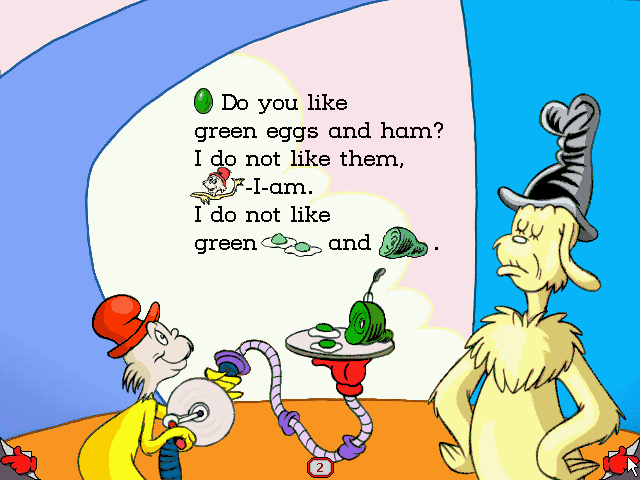 Do you like
green eggs and ham?
I do not like them,
-I-am.
I do not like
green and .
2